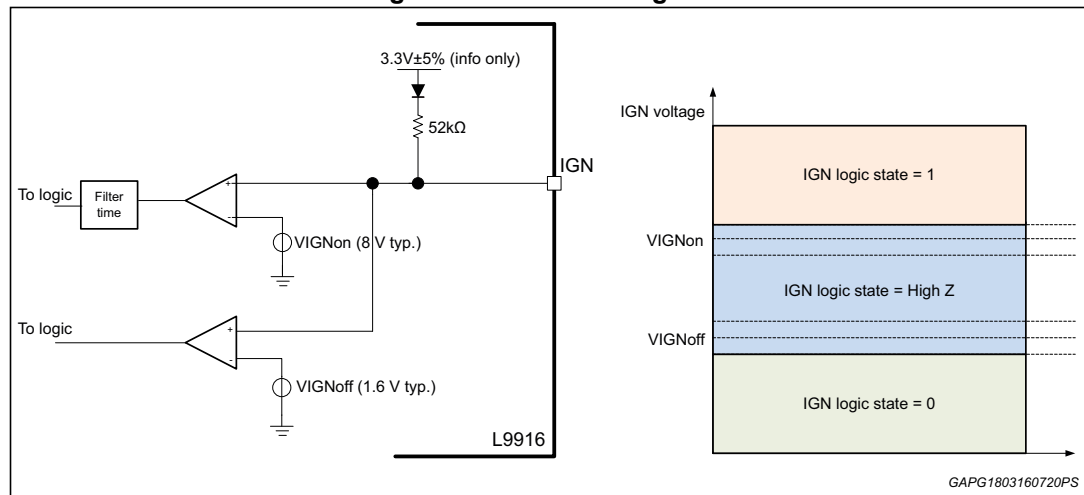 3.3V±5% (info only)
52kΩ
IGN
To logic
Filter
time
+
-
VIGNon (8 V typ.)
To logic
+
-
VIGNoff (1.6 V typ.)
L9916
IGN voltage
IGN logic state = 1
VIGNon
IGN logic state = High Z
VIGNoff
IGN logic state = 0
GAPG1803160720PS